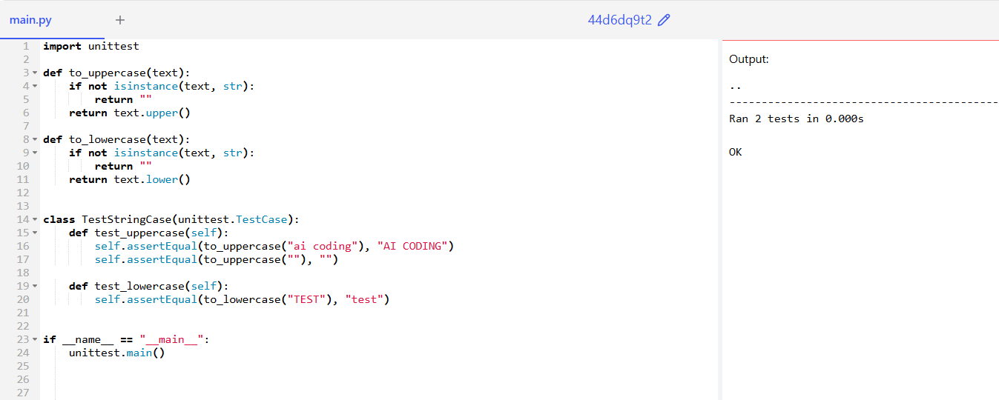 main.py +
44d6dq9t2
1 import unittest
2
3 def to_uppercase(text):
4     if not isinstance(text, str):
5         return ""
6     return text.upper()
7
8 def to_lowercase(text):
9     if not isinstance(text, str):
10         return ""
11     return text.lower()
12
13
14 class TestStringCase(unittest.TestCase):
15     def test_uppercase(self):
16         self.assertEqual(to_uppercase("ai coding"), "AI CODING")
17         self.assertEqual(to_uppercase(""), "")
18
19     def test_lowercase(self):
20         self.assertEqual(to_lowercase("TEST"), "test")
21
22
23 if __name__ == "__main__":
24     unittest.main()
25
26
27
Output:
..
------------------------------------------
Ran 2 tests in 0.000s
OK